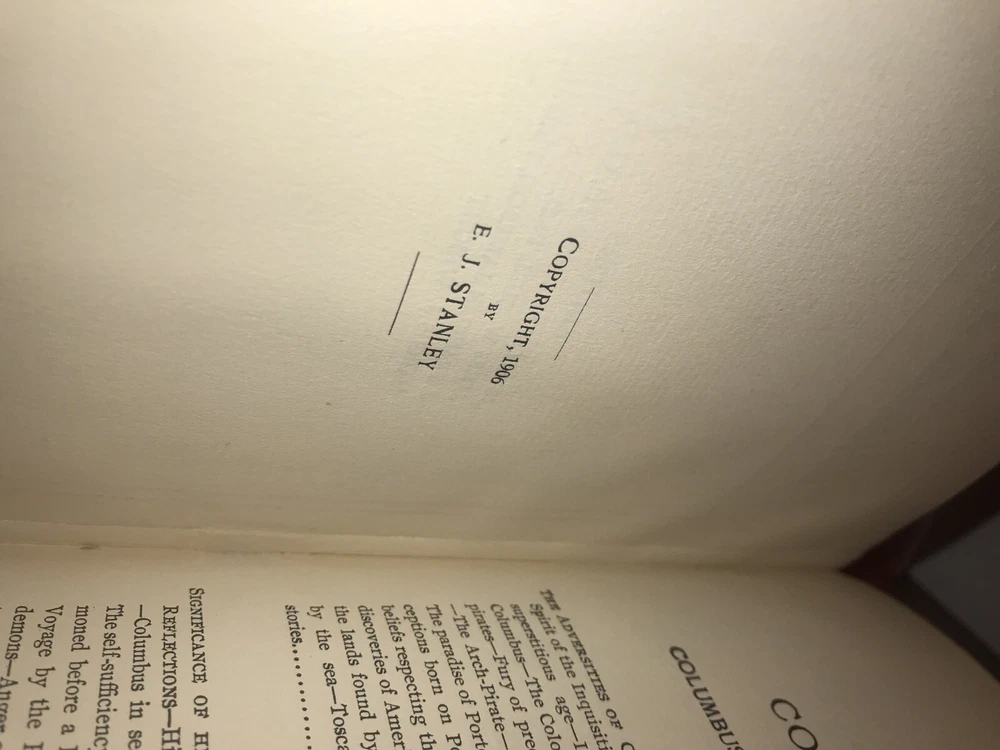 COPYRIGHT, 1906
BY
E. J. STANLEY
CO
COLUMBUS
THE ADVERSITIES OF
Spirit of the Inquisiti
superstitious age—
Columbus—The Colo
pirates—Fury of pre
—The Arch-Pirate—
The paradise of Port
ceptions born on P
beliefs respecting th
discoveries of Amer
the lands found by
by the sea—Tosca
stories..............
SIGNIFICANCE OF H
REFLECTIONS—Hi
—Columbus in se
The self-sufficienc
moned before a
Voyage by the
demons—Anger